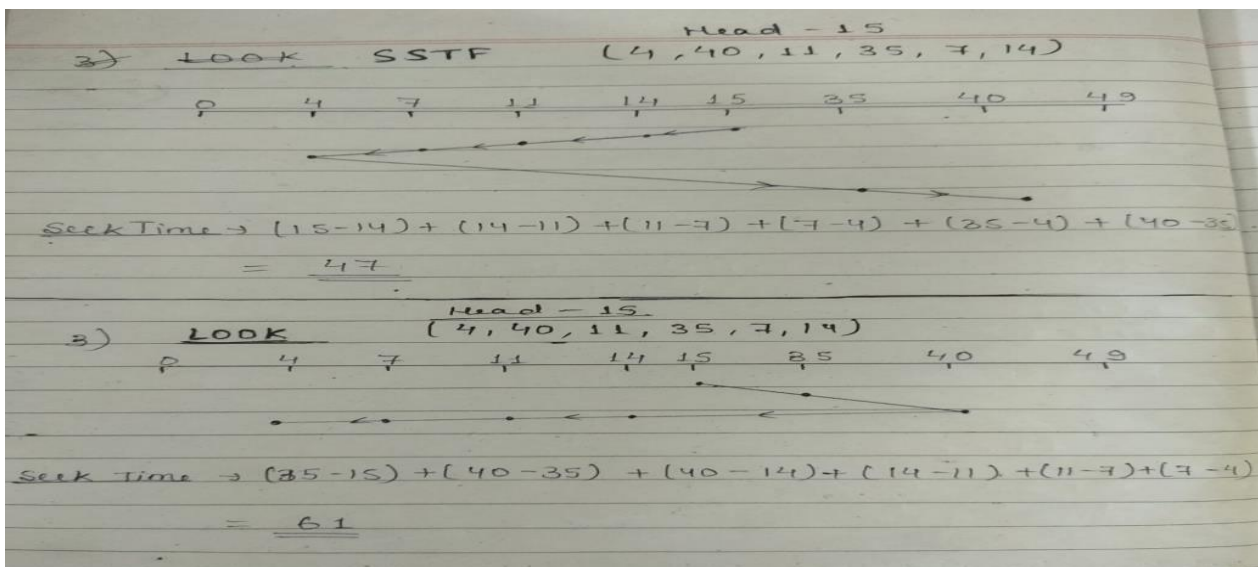 Head - 15
3) LOOK SSTF (4, 40, 11, 35, 7, 14)
0 4 7 11 14 15 35 40 49
Seek Time → (15-14) + (14-11) + (11-7) + (7-4) + (35-4) + (40-35)
= 47
Head - 15
3) LOOK (4, 40, 11, 35, 7, 14)
0 4 7 11 14 15 35 40 49
Seek Time → (35-15) + (40-35) + (40-14) + (14-11) + (11-7) + (7-4)
= 61